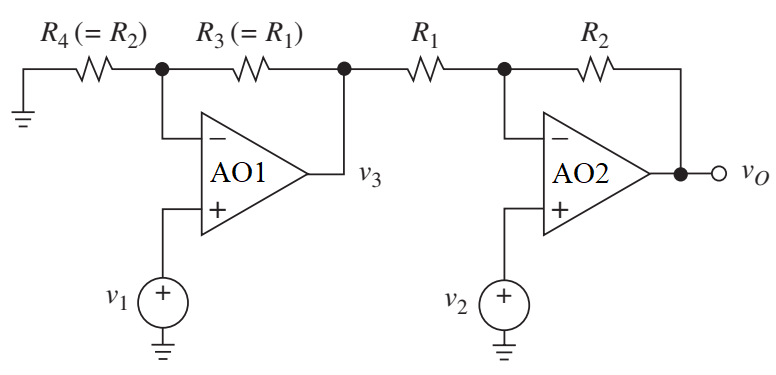 R4 (= R2) R3 (= R1) R1 R2
− −
AO1 AO2
v3 vO
+ +
v1 + v2 +